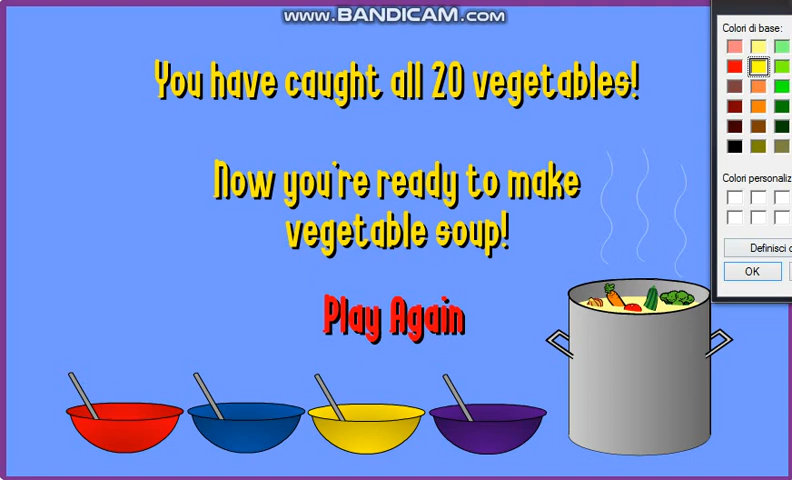 www.BANDICAM.com
You have caught all 20 vegetables!
Now you're ready to make
vegetable soup!
Play Again
Colori di base:
Colori personaliz
Definisci
OK